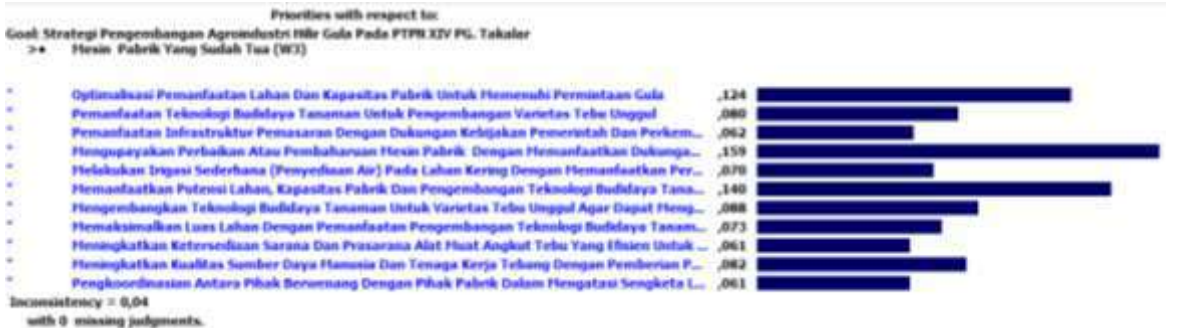 Priorities with respect to:
Goal: Strategi Pengembangan Agroindustri Hilir Gula Pada PTPN XIV PG. Takalar
>• Mesin Pabrik Yang Sudah Tua (W3)
Optimalisasi Pemanfaatan Lahan Dan Kapasitas Pabrik Untuk Memenuhi Permintaan Gula ,124
Pemanfaatan Teknologi Budidaya Tanaman Untuk Pengembangan Varietas Tebu Unggul ,080
Pemanfaatan Infrastruktur Pemasaran Dengan Dukungan Kebijakan Pemerintah Dan Perkem... ,062
Mengupayakan Perbaikan Atau Pembaharuan Mesin Pabrik Dengan Memanfaatkan Dukunga... ,159
Melakukan Irigasi Sederhana (Penyediaan Air) Pada Lahan Kering Dengan Memanfaatkan Per... ,070
Memanfaatkan Potensi Lahan, Kapasitas Pabrik Dan Pengembangan Teknologi Budidaya Tana... ,140
Mengembangkan Teknologi Budidaya Tanaman Untuk Varietas Tebu Unggul Agar Dapat Meng... ,088
Memaksimalkan Luas Lahan Dengan Pemanfaatan Pengembangan Teknologi Budidaya Tanam... ,073
Meningkatkan Ketersediaan Sarana Dan Prasarana Alat Muat Angkut Tebu Yang Efisien Untuk ... ,061
Meningkatkan Kualitas Sumber Daya Manusia Dan Tenaga Kerja Tebang Dengan Pemberian P... ,082
Pengkoordinasian Antara Pihak Berwenang Dengan Pihak Pabrik Dalam Mengatasi Sengketa L... ,061
Inconsistency = 0,04
with 0 missing judgments.